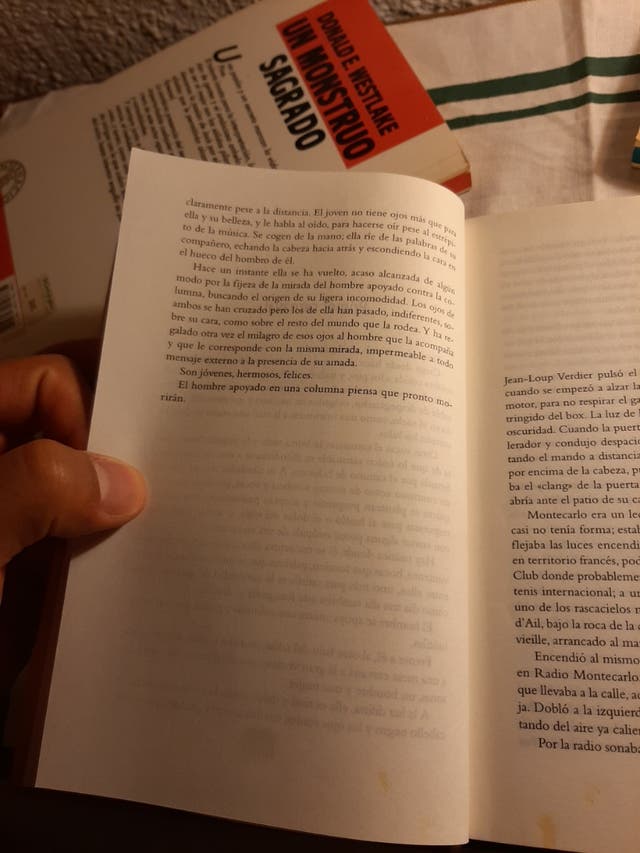 DONALD E. WESTLAKE
UN MONSTRUO
SAGRADO
claramente pese a la distancia. El joven no tiene ojos más que para
ella y su belleza, y le habla al oído, para hacerse oír pese al estrépi-
to de la música. Se cogen de la mano; ella ríe de las palabras de su
compañero, echando la cabeza hacia atrás y escondiendo la cara en
el hueco del hombro de él.
Hace un instante ella se ha vuelto, acaso alcanzada de algún
modo por la fijeza de la mirada del hombre apoyado contra la co-
lumna, buscando el origen de su ligera incomodidad. Los ojos de
ambos se han cruzado pero los de ella han pasado, indiferentes, so-
bre su cara, como sobre el resto del mundo que la rodea. Y ha re-
galado otra vez el milagro de esos ojos al hombre que la acompaña
y que le corresponde con la misma mirada, impermeable a todo
mensaje externo a la presencia de su amada.
Son jóvenes, hermosos, felices.
El hombre apoyado en una columna piensa que pronto mo-
rirán.
Jean-Loup Verdier pulsó el
cuando se empezó a alzar la
motor, para no respirar el ga
tringido del box. La luz de l
oscuridad. Cuando la puert
lerador y condujo despacio
tando el mando a distancia
por encima de la cabeza, pu
ba el «clang» de la puerta
abría ante el patio de su ca
Montecarlo era un lec
casi no tenía forma; estab
flejaba las luces encendi
en territorio francés, pod
Club donde probablemen
tenis internacional; a un
uno de los rascacielos m
d'Ail, bajo la roca de la c
vieille, arrancado al ma
Encendió al mismo
en Radio Montecarlo.
que llevaba a la calle, ac
ja. Dobló a la izquierd
tando del aire ya calien
Por la radio sonaba